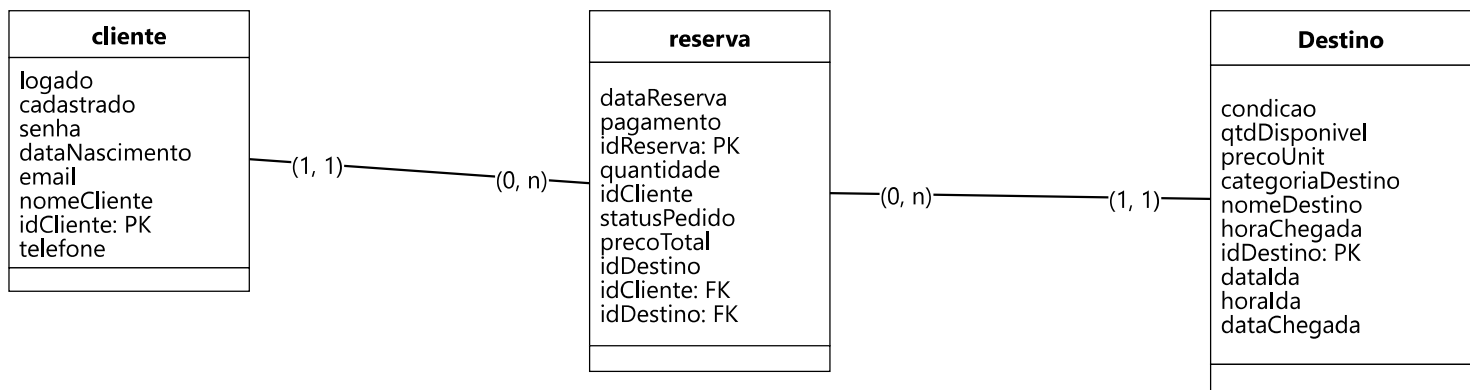 cliente
logado
cadastrado
senha
dataNascimento
email
nomeCliente
idCliente: PK
telefone
(1, 1)
(0, n)
reserva
dataReserva
pagamento
idReserva: PK
quantidade
idCliente
statusPedido
precoTotal
idDestino
idCliente: FK
idDestino: FK
(0, n)
(1, 1)
Destino
condicao
qtdDisponivel
precoUnit
categoriaDestino
nomeDestino
horaChegada
idDestino: PK
dataIda
horaIda
dataChegada